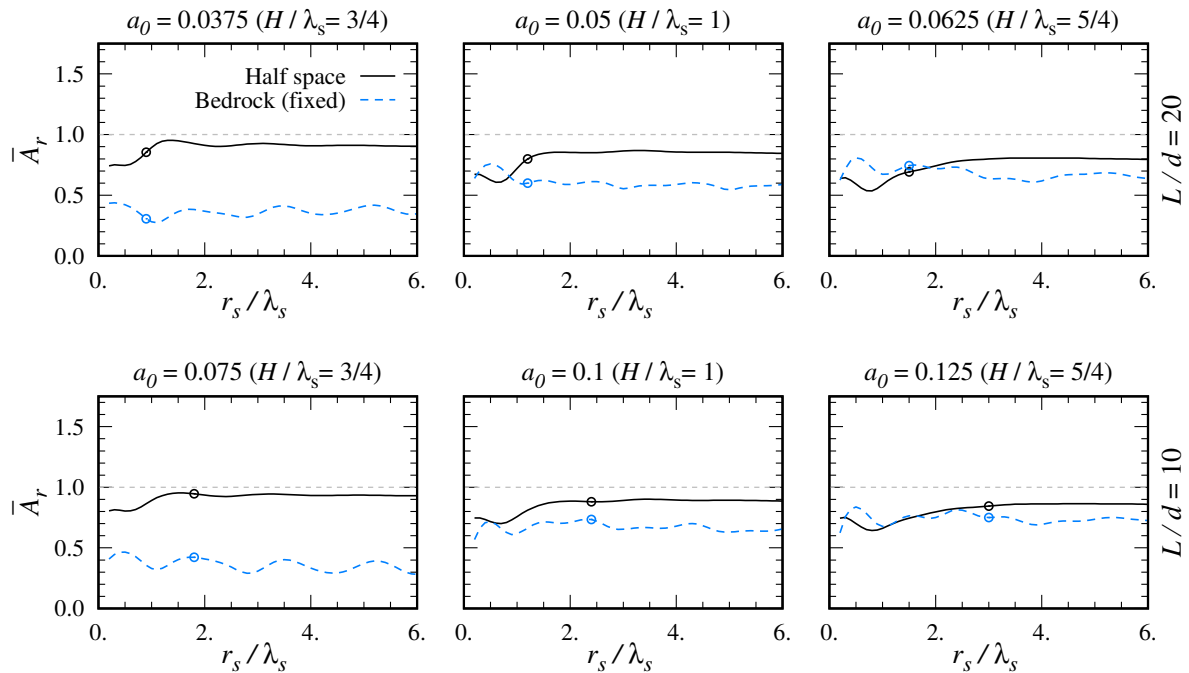 a0 = 0.0375 (H / λs= 3/4)
a0 = 0.05 (H / λs= 1)
a0 = 0.0625 (H / λs= 5/4)
1.5
1.0
0.5
0.0
A̅r
Half space
Bedrock (fixed)
0. 2. 4. 6.
rs / λs
0. 2. 4. 6.
rs / λs
0. 2. 4. 6.
rs / λs
L / d = 20
a0 = 0.075 (H / λs= 3/4)
a0 = 0.1 (H / λs= 1)
a0 = 0.125 (H / λs= 5/4)
1.5
1.0
0.5
0.0
A̅r
0. 2. 4. 6.
rs / λs
0. 2. 4. 6.
rs / λs
0. 2. 4. 6.
rs / λs
L / d = 10